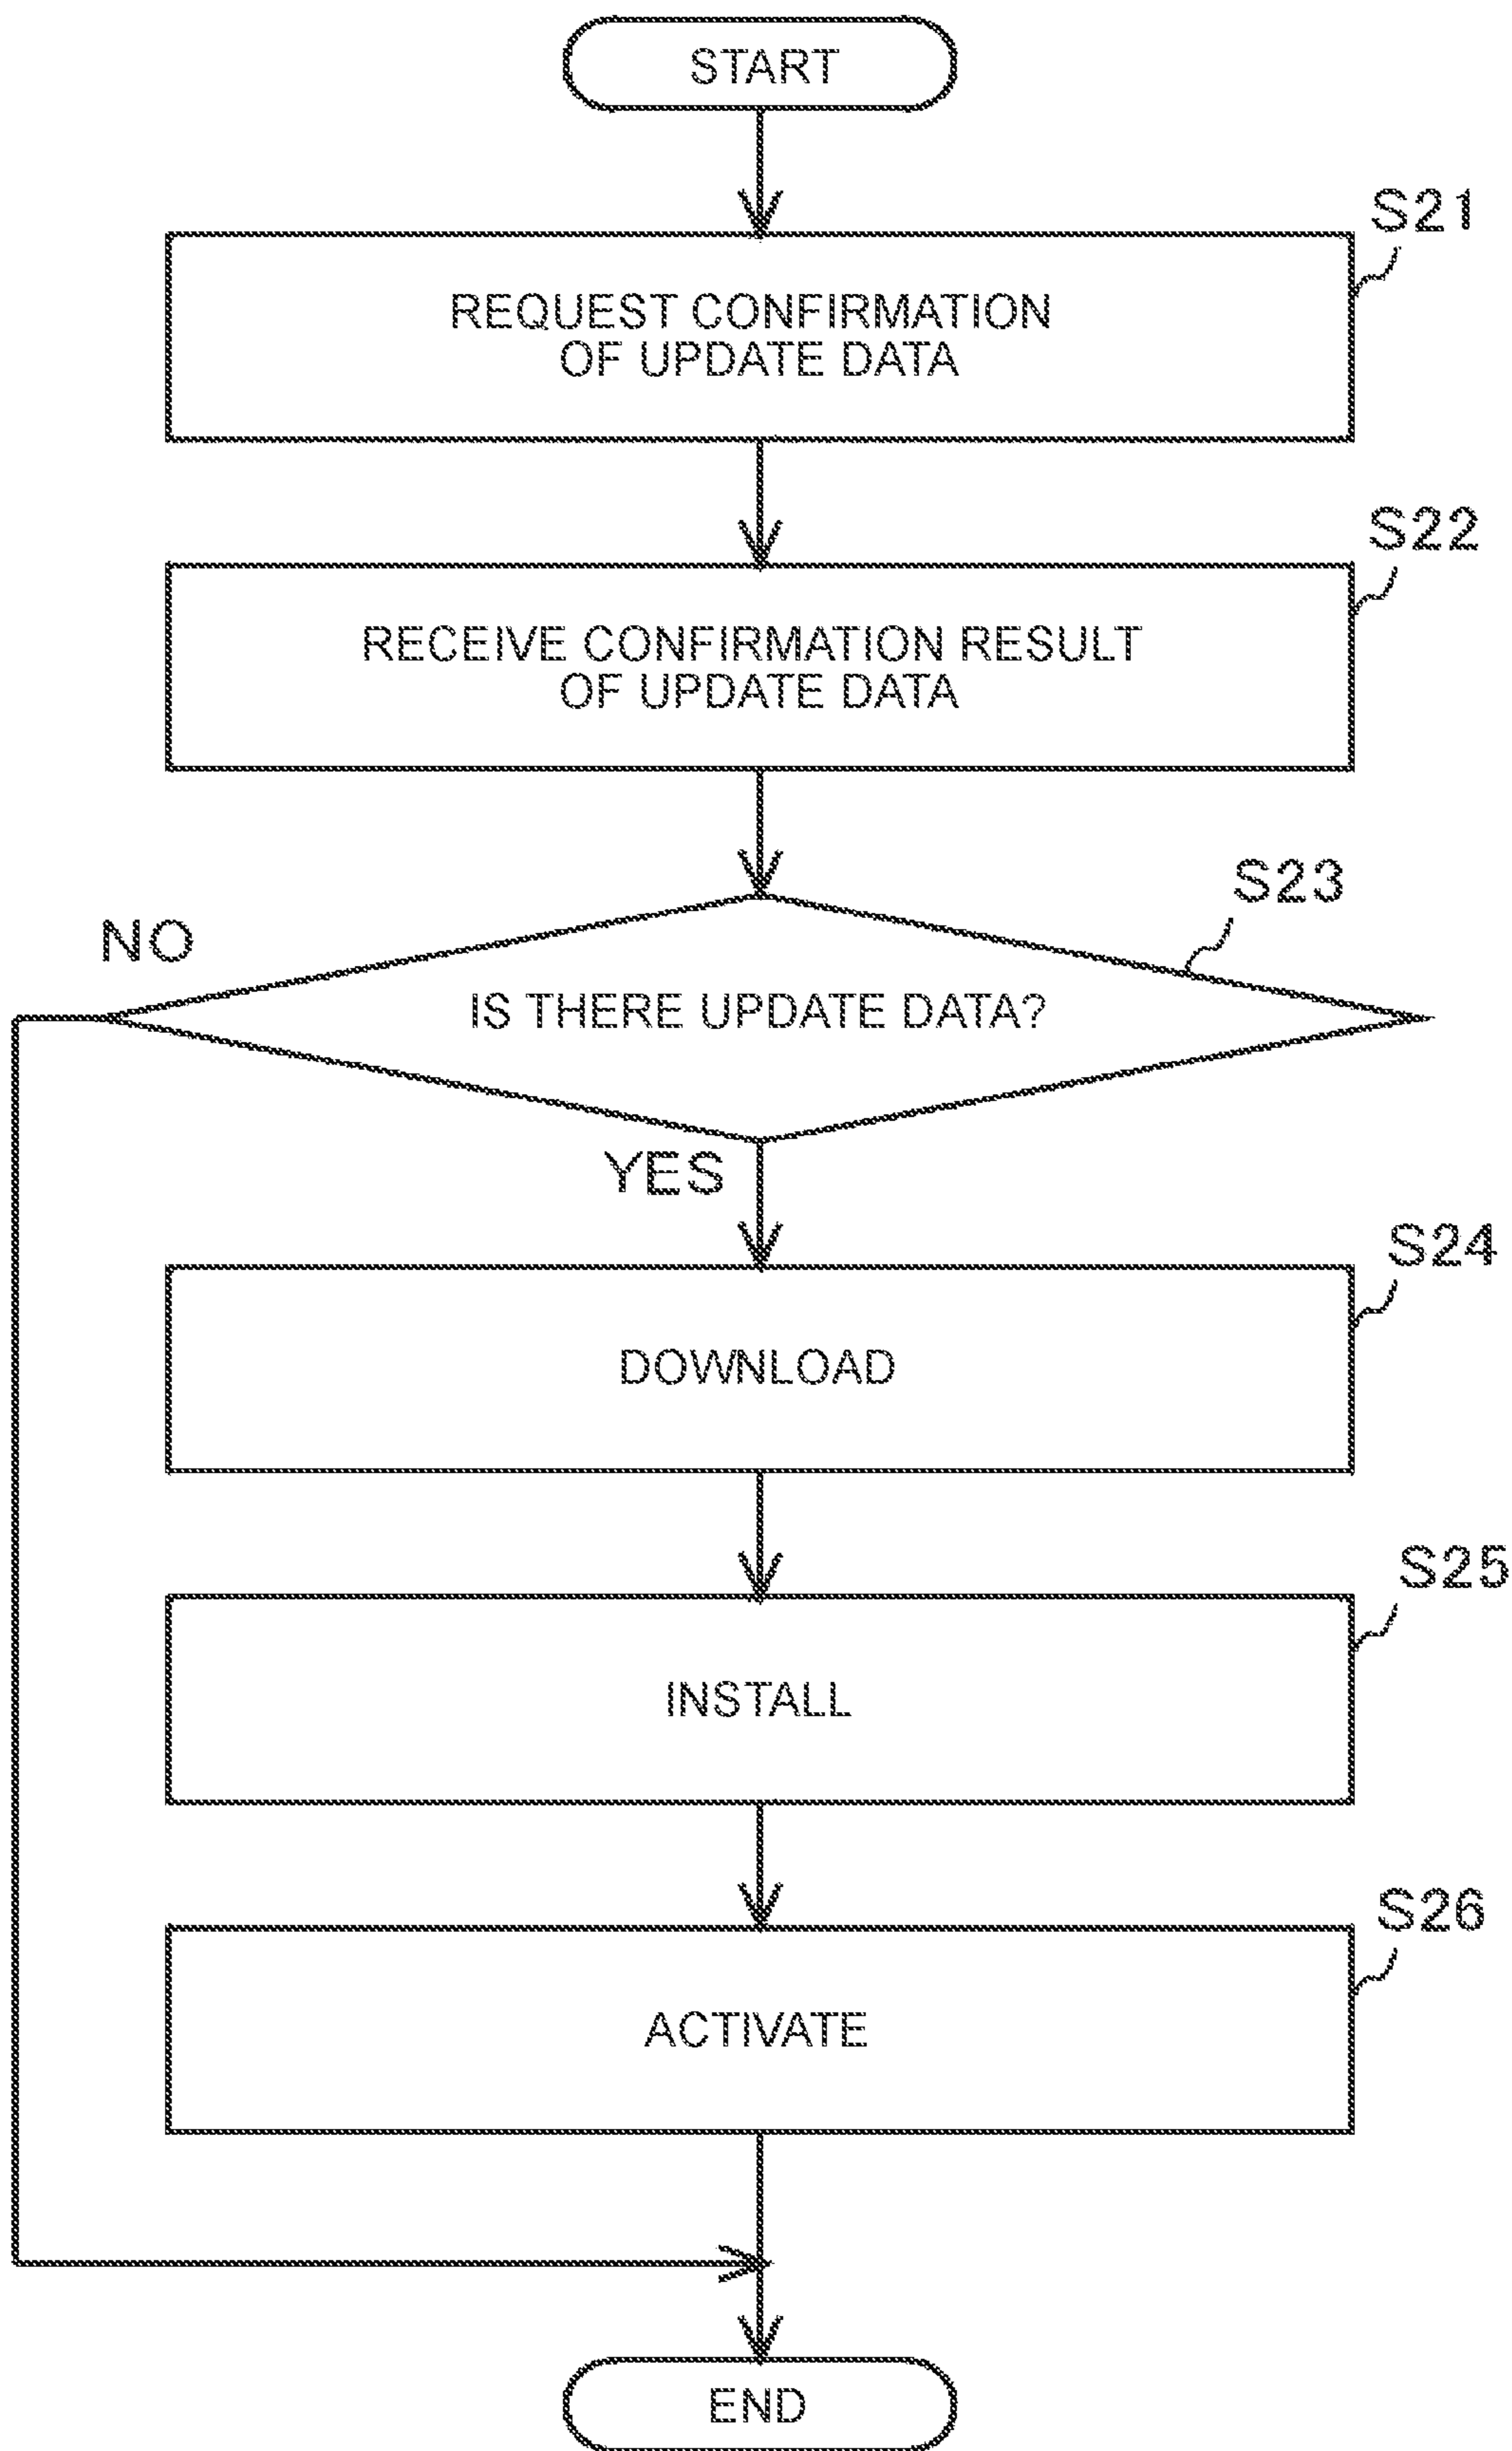 START
S21
REQUEST CONFIRMATION
OF UPDATE DATA
S22
RECEIVE CONFIRMATION RESULT
OF UPDATE DATA
S23
NO
IS THERE UPDATE DATA?
YES
S24
DOWNLOAD
S25
INSTALL
S26
ACTIVATE
END